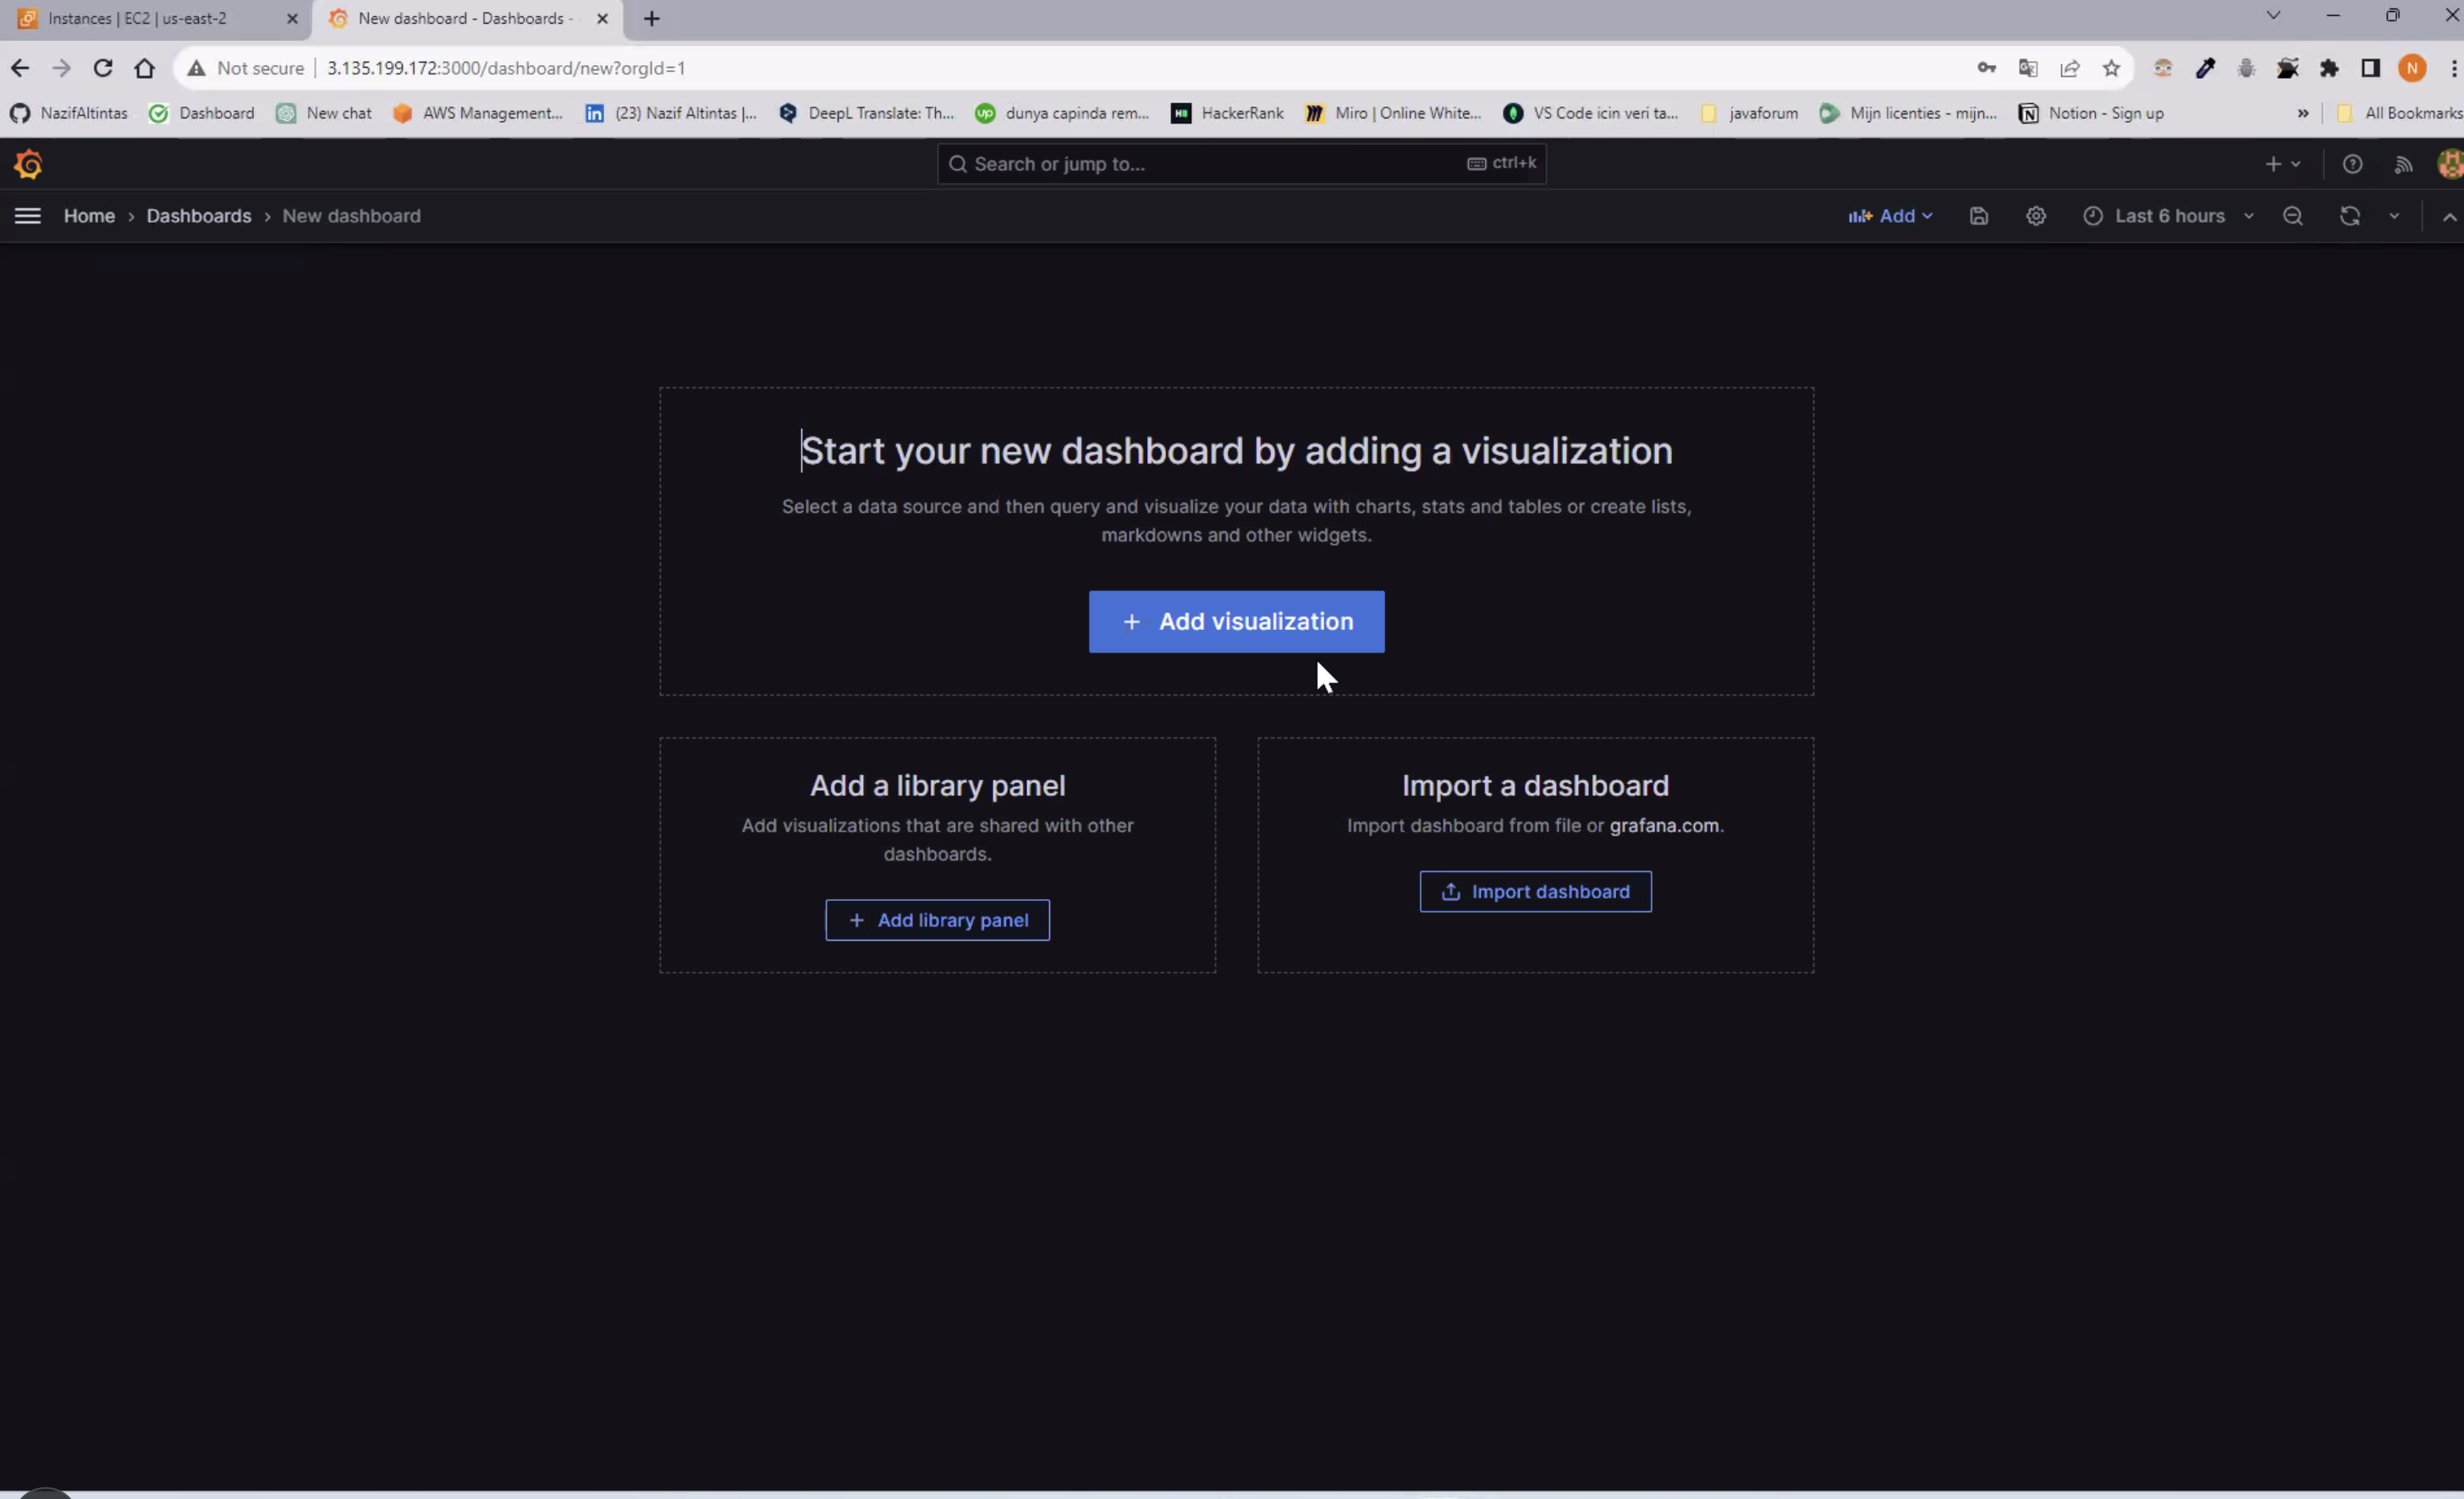 Instances | EC2 | us-east-2
New dashboard - Dashboards -
Not secure
3.135.199.172:3000/dashboard/new?orgId=1
N
NazifAltintas
Dashboard
New chat
AWS Management...
in
(23) Nazif Altintas |...
DeepL Translate: Th...
up
dunya capinda rem...
HackerRank
Miro | Online White...
VS Code icin veri ta...
javaforum
Mijn licenties - mijn...
Notion - Sign up
»
All Bookmarks
Search or jump to...
ctrl+k
Home › Dashboards › New dashboard
Add
Last 6 hours
Start your new dashboard by adding a visualization
Select a data source and then query and visualize your data with charts, stats and tables or create lists,
markdowns and other widgets.
+ Add visualization
Add a library panel
Add visualizations that are shared with other
dashboards.
+ Add library panel
Import a dashboard
Import dashboard from file or grafana.com.
Import dashboard